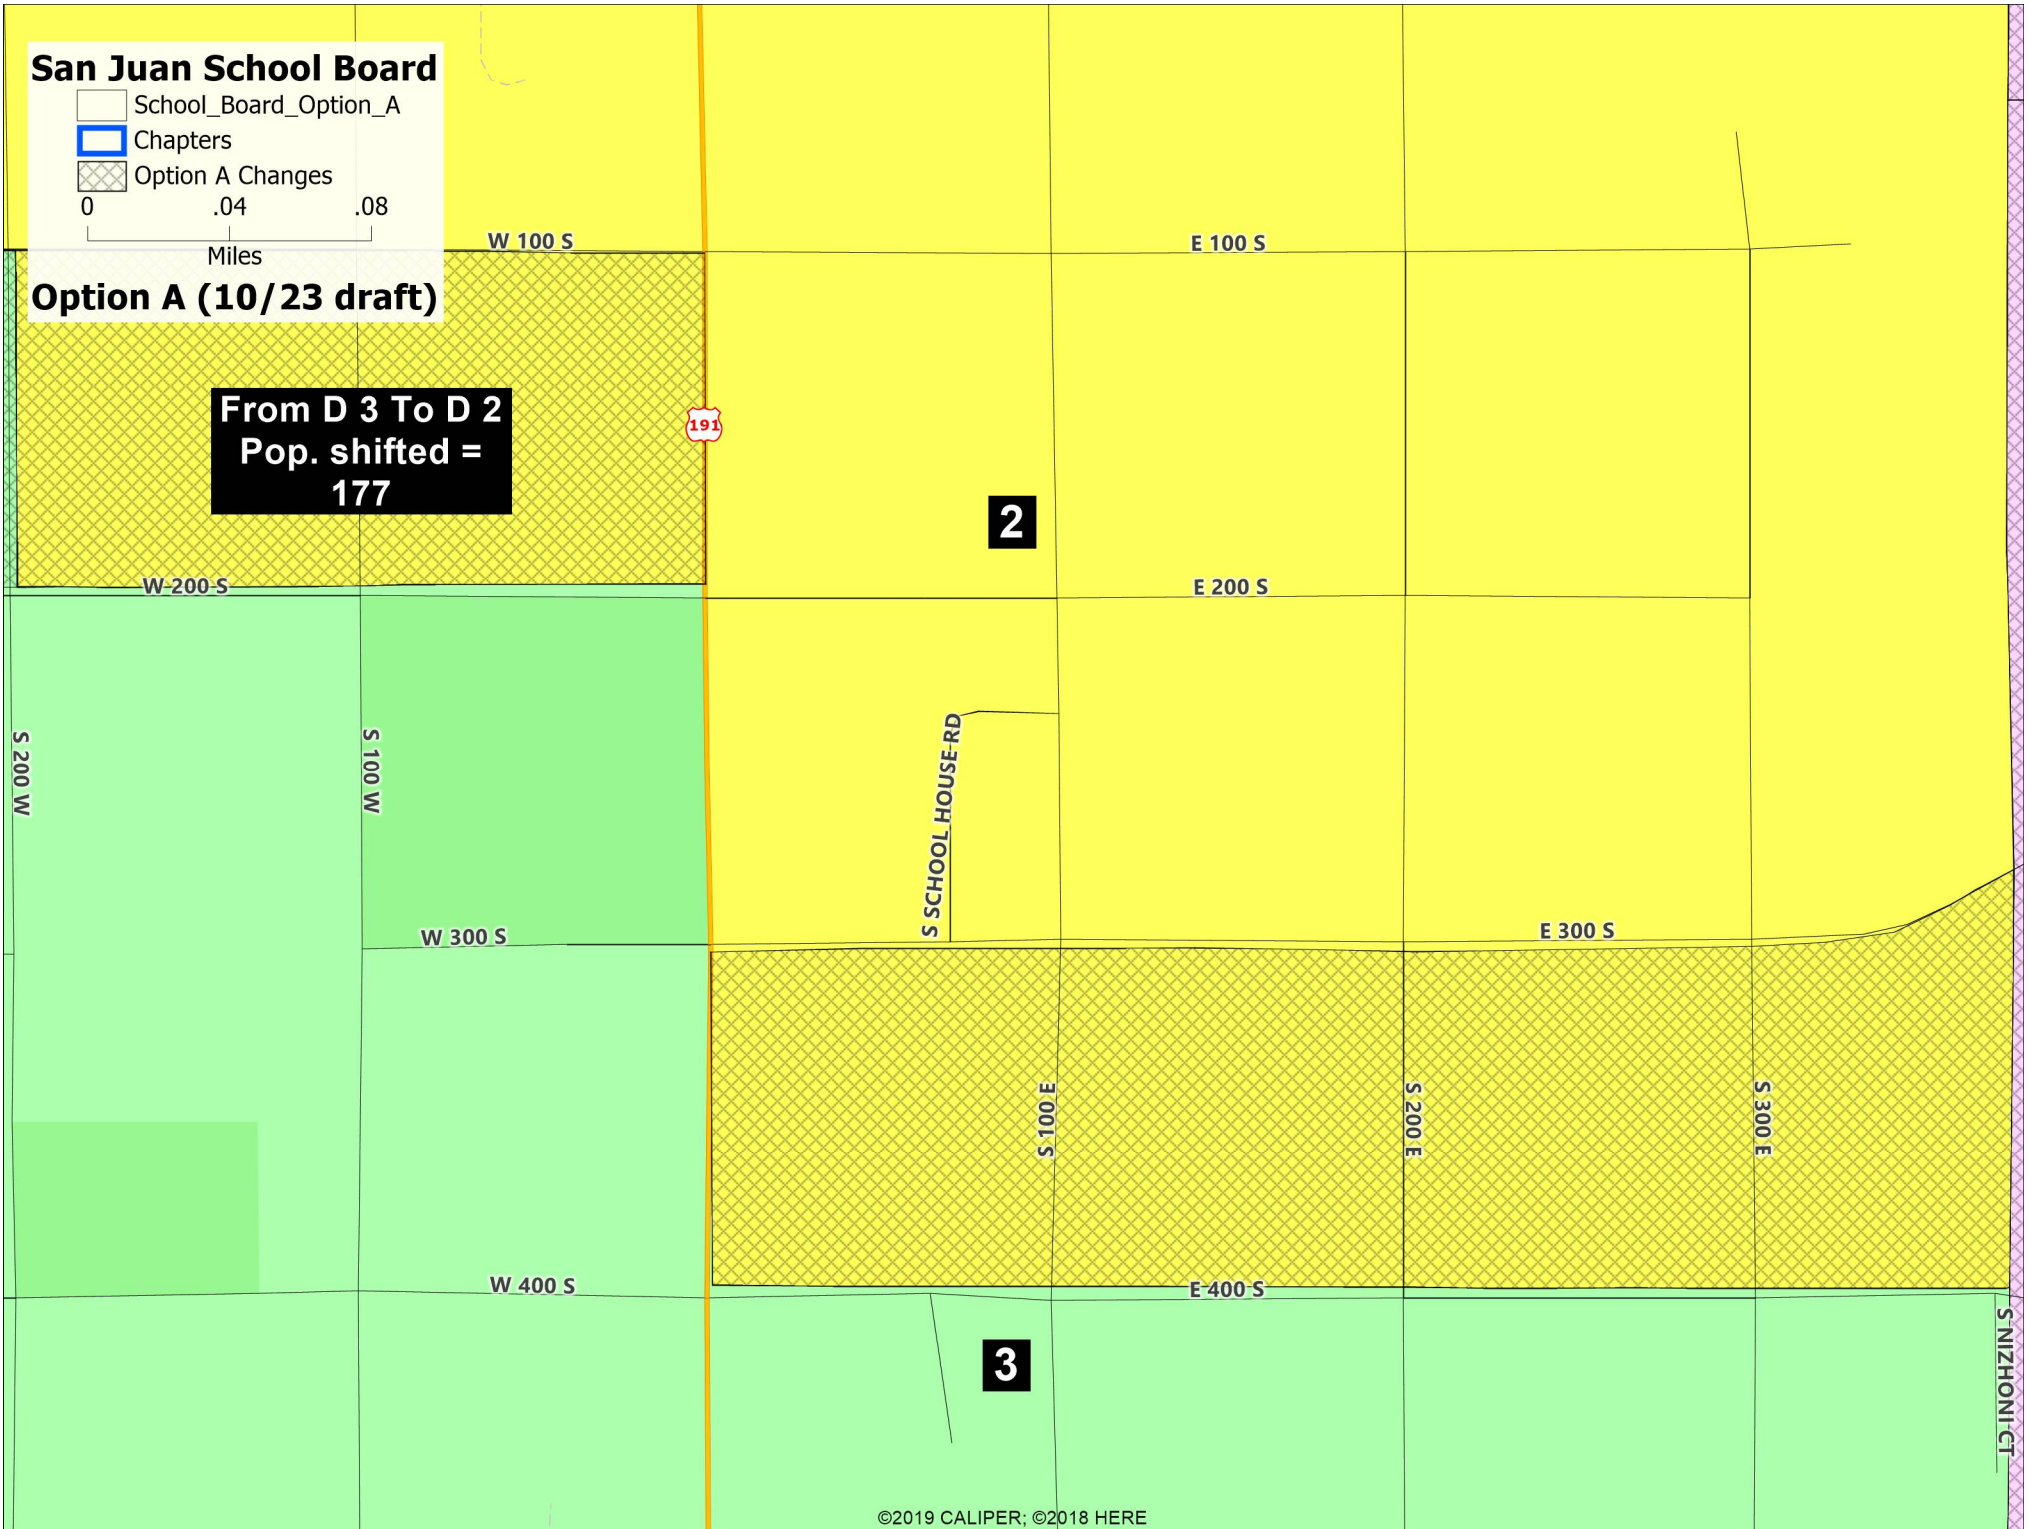 San Juan School Board
School_Board_Option_A
Chapters
Option A Changes
0 .04 .08
Miles
Option A (10/23 draft)
W 100 S
E 100 S
From D 3 To D 2
Pop. shifted =
177
191
2
W 200 S
E 200 S
S 200 W
S 100 W
S SCHOOL HOUSE RD
W 300 S
E 300 S
S 100 E
S 200 E
S 300 E
W 400 S
E 400 S
3
S NIZHONI CT
©2019 CALIPER; ©2018 HERE